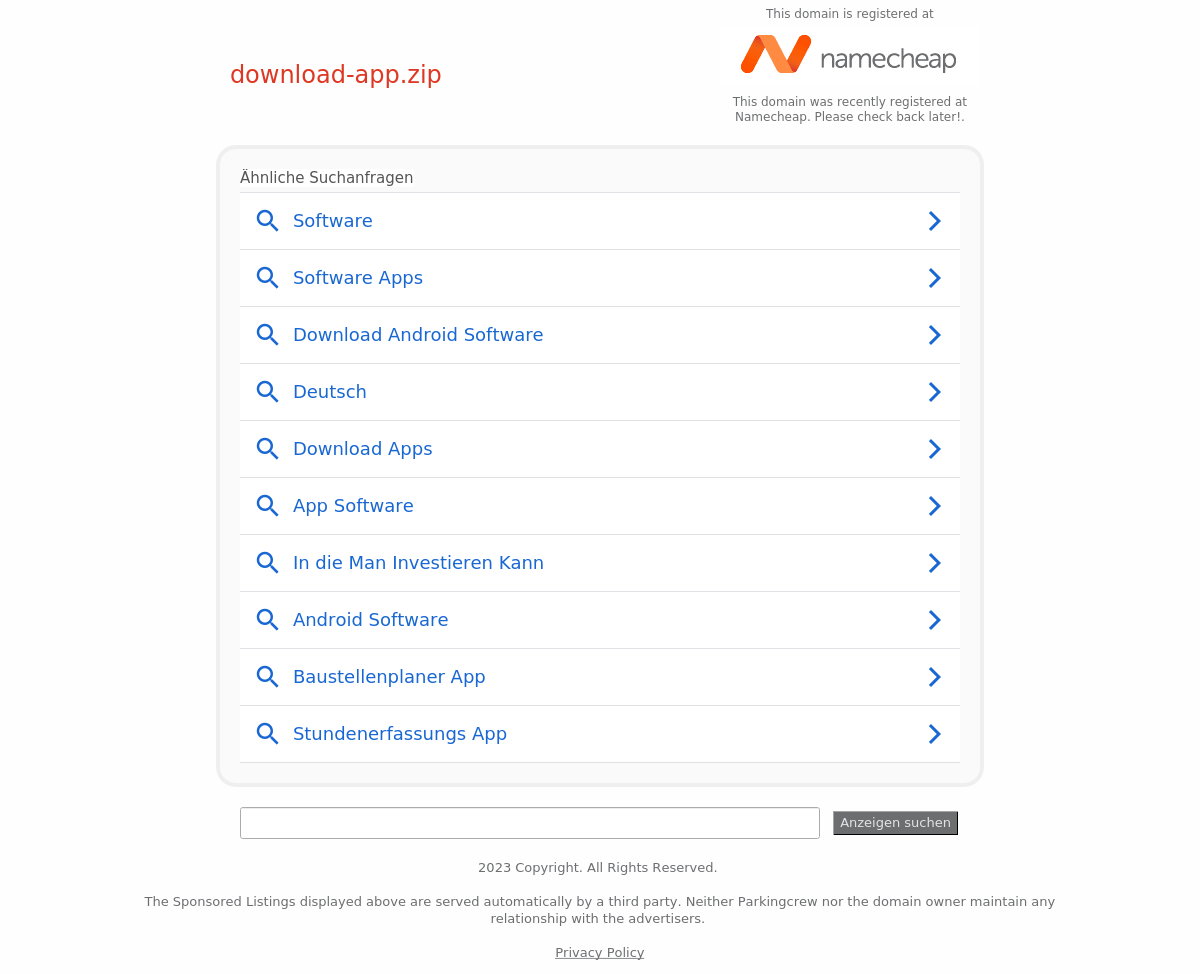 This domain is registered at
namecheap
download-app.zip
This domain was recently registered at
Namecheap. Please check back later!.
Ähnliche Suchanfragen
Software
Software Apps
Download Android Software
Deutsch
Download Apps
App Software
In die Man Investieren Kann
Android Software
Baustellenplaner App
Stundenerfassungs App
Anzeigen suchen
2023 Copyright. All Rights Reserved.
The Sponsored Listings displayed above are served automatically by a third party. Neither Parkingcrew nor the domain owner maintain any
relationship with the advertisers.
Privacy Policy